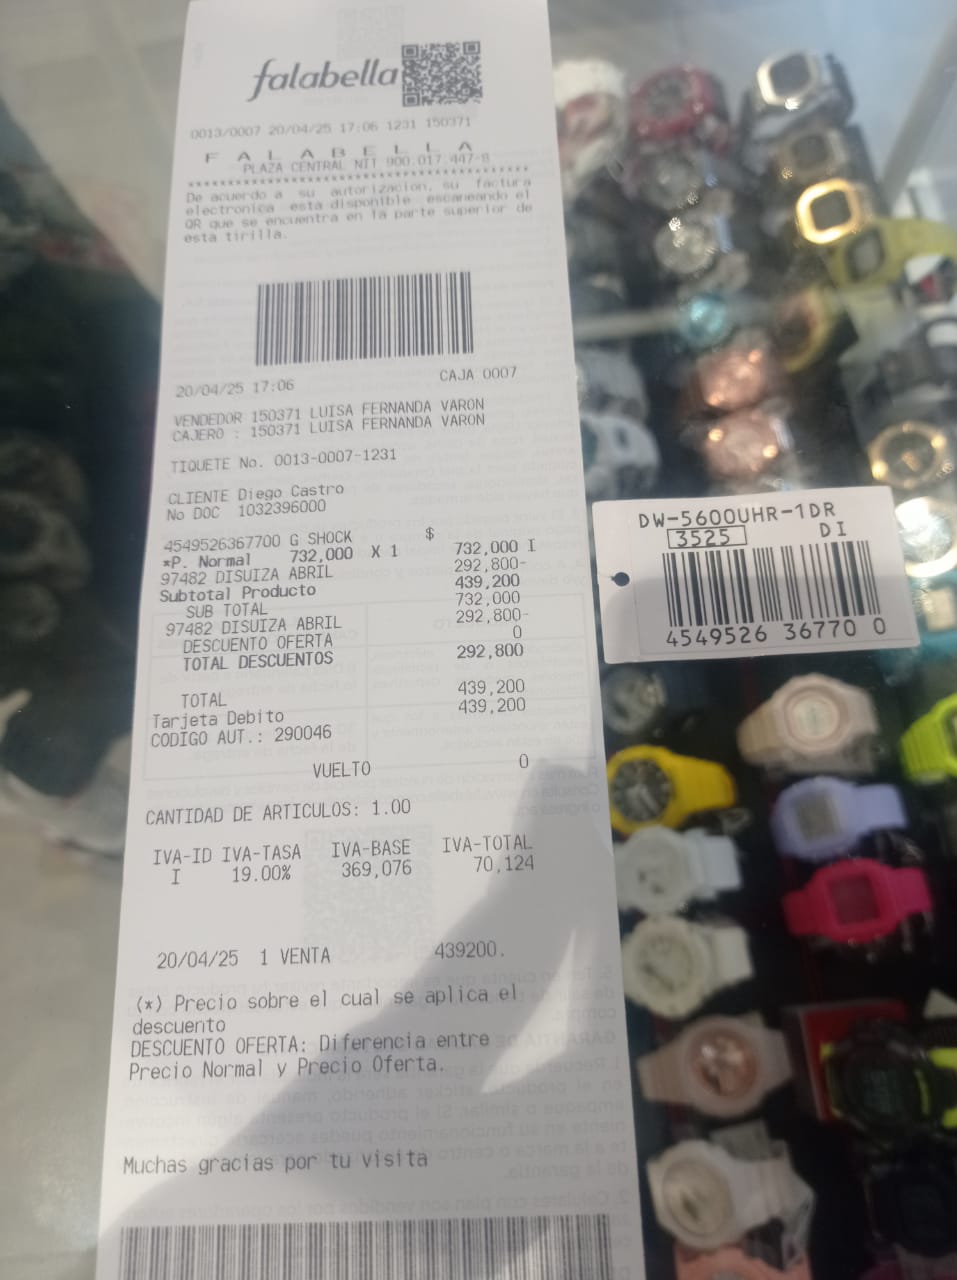 falabella
0013/0007 20/04/25 17:06 1231 150371
F A L A B E L L A
PLAZA CENTRAL NIT 900.017.447-8
De acuerdo a su autorizacion, su factura
electronica esta disponible escaneando el
QR que se encuentra en la parte superior de
esta tirilla.
20/04/25 17:06 CAJA 0007
VENDEDOR 150371 LUISA FERNANDA VARON
CAJERO : 150371 LUISA FERNANDA VARON
TIQUETE No. 0013-0007-1231
CLIENTE Diego Castro
No DOC 1032396000
4549526367700 G SHOCK $ 732,000 I
*P. Normal 732,000 X 1
97482 DISUIZA ABRIL 292,800-
Subtotal Producto 439,200
SUB TOTAL 732,000
97482 DISUIZA ABRIL 292,800-
DESCUENTO OFERTA 0
TOTAL DESCUENTOS 292,800
TOTAL 439,200
Tarjeta Debito 439,200
CODIGO AUT.: 290046
VUELTO 0
CANTIDAD DE ARTICULOS: 1.00
IVA-ID IVA-TASA IVA-BASE IVA-TOTAL
I 19.00% 369,076 70,124
20/04/25 1 VENTA 439200.
(*) Precio sobre el cual se aplica el
descuento
DESCUENTO OFERTA: Diferencia entre
Precio Normal y Precio Oferta.
Muchas gracias por tu visita
DW-5600UHR-1DR
3525 DI
4549526 36770 0